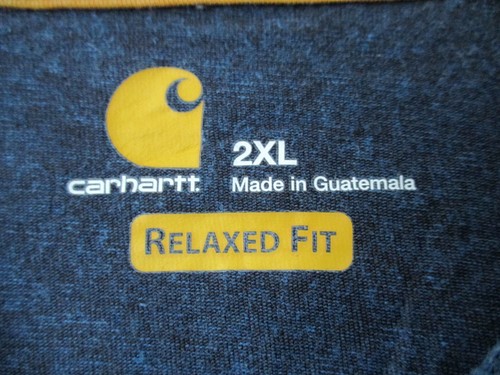 carhartt
2XL
Made in Guatemala
RELAXED FIT